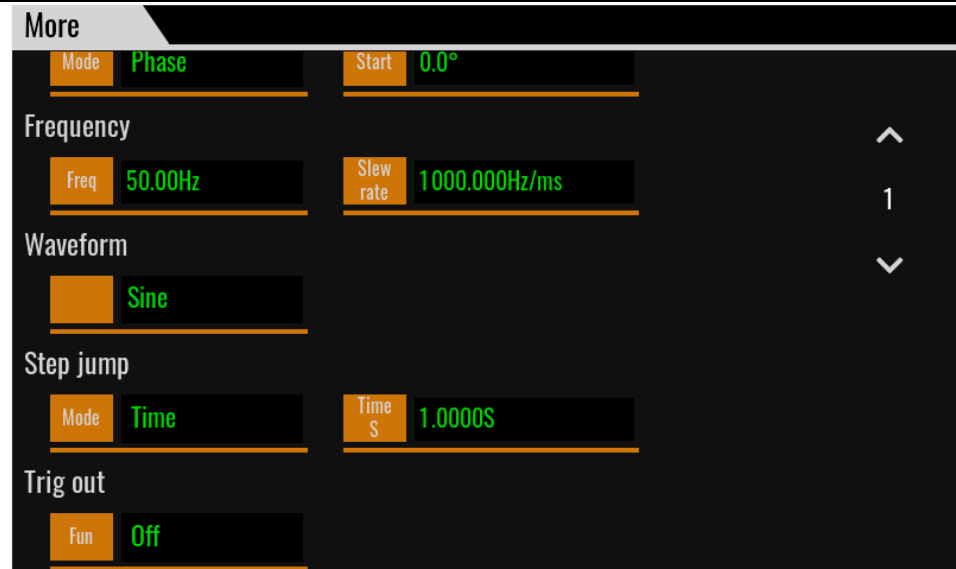 More
Mode Phase Start 0.0°
Frequency
Freq 50.00Hz Slew rate 1000.000Hz/ms
1
Waveform
Sine
Step jump
Mode Time Time S 1.0000S
Trig out
Fun Off